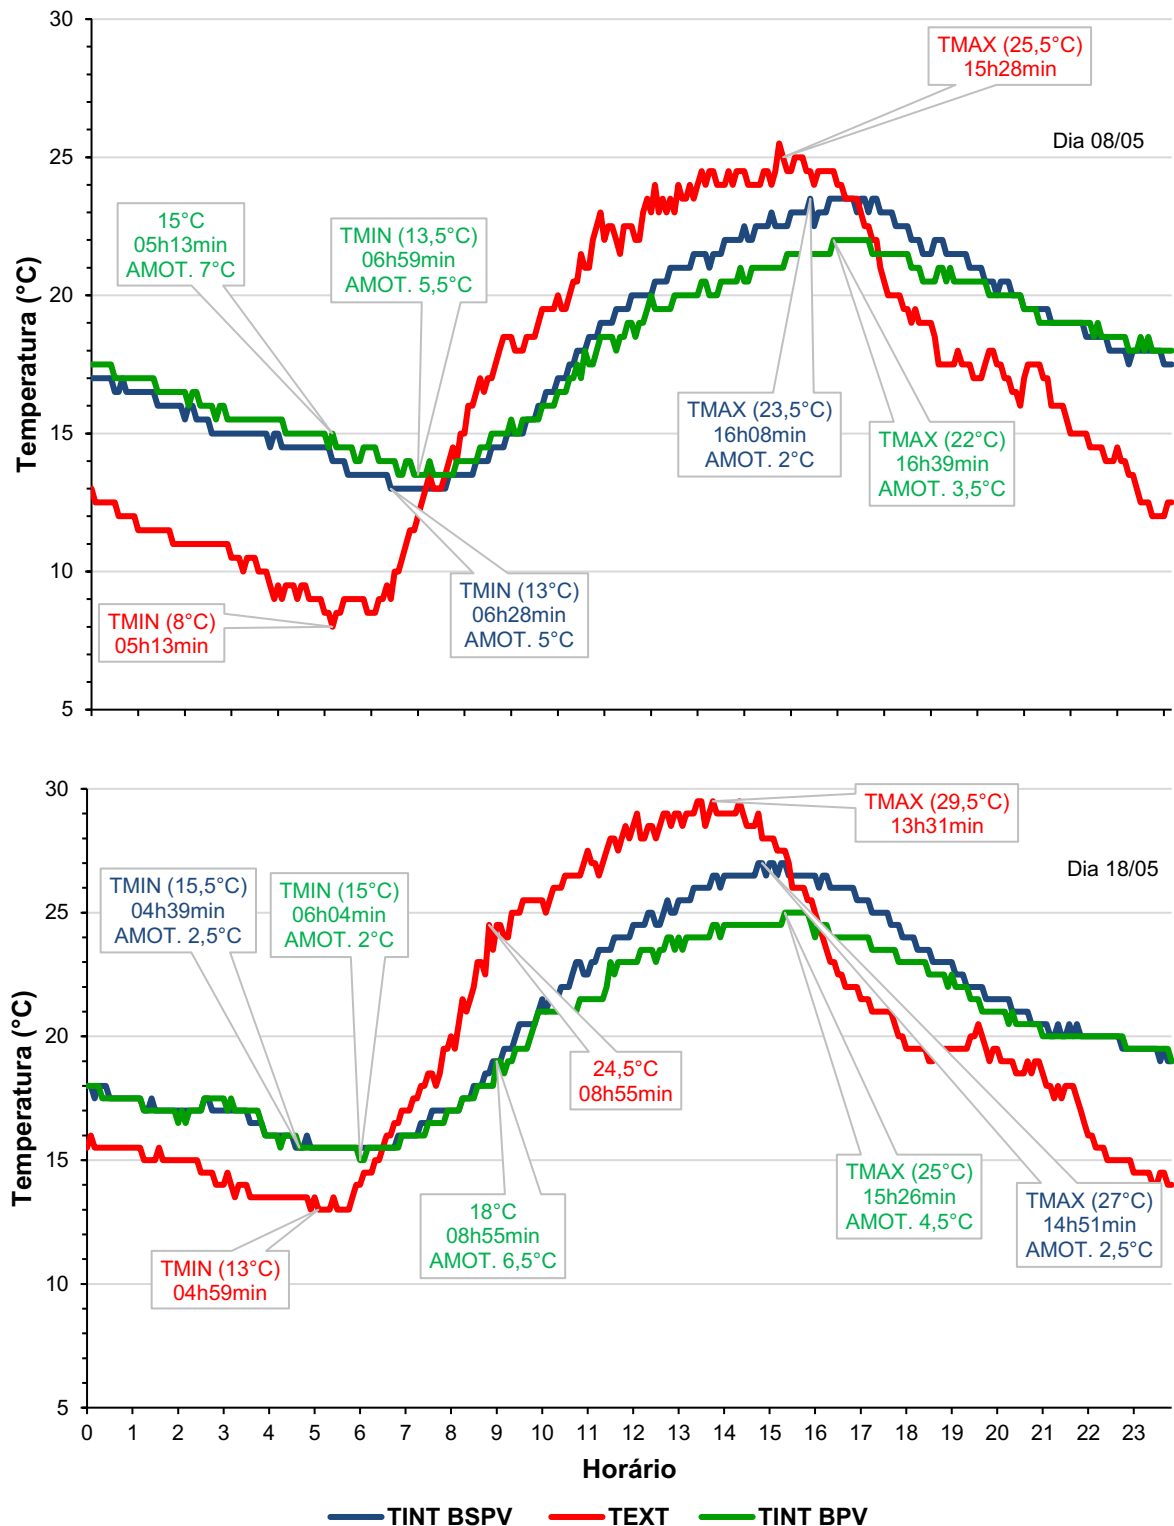 30
TMAX (25,5°C)
15h28min
Dia 08/05
25
15°C
05h13min
AMOT. 7°C
TMIN (13,5°C)
06h59min
AMOT. 5,5°C
20
Temperatura (°C)
TMAX (23,5°C)
16h08min
AMOT. 2°C
TMAX (22°C)
16h39min
AMOT. 3,5°C
15
10
TMIN (13°C)
06h28min
AMOT. 5°C
TMIN (8°C)
05h13min
5
30
TMAX (29,5°C)
13h31min
Dia 18/05
TMIN (15,5°C)
04h39min
AMOT. 2,5°C
TMIN (15°C)
06h04min
AMOT. 2°C
25
Temperatura (°C)
20
24,5°C
08h55min
15
TMAX (25°C)
15h26min
AMOT. 4,5°C
TMAX (27°C)
14h51min
AMOT. 2,5°C
18°C
08h55min
AMOT. 6,5°C
TMIN (13°C)
04h59min
10
5
0 1 2 3 4 5 6 7 8 9 10 11 12 13 14 15 16 17 18 19 20 21 22 23
Horário
TINT BSPV TEXT TINT BPV